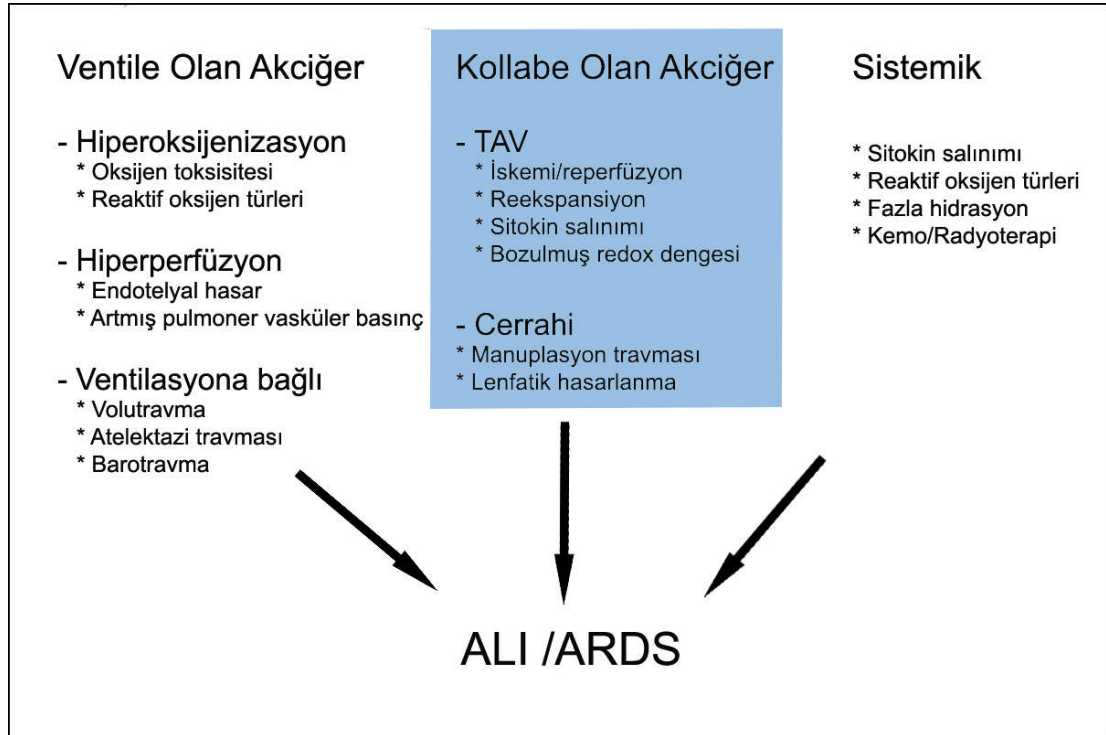 Ventile Olan Akciğer
- Hiperoksijenizasyon
* Oksijen toksisitesi
* Reaktif oksijen türleri
- Hiperperfüzyon
* Endotelyal hasar
* Artmış pulmoner vasküler basınç
- Ventilasyona bağlı
* Volutravma
* Atelektazi travması
* Barotravma
Kollabe Olan Akciğer
- TAV
* İskemi/reperfüzyon
* Reekspansiyon
* Sitokin salınımı
* Bozulmuş redox dengesi
- Cerrahi
* Manuplasyon travması
* Lenfatik hasarlanma
Sistemik
* Sitokin salınımı
* Reaktif oksijen türleri
* Fazla hidrasyon
* Kemo/Radyoterapi
ALI /ARDS